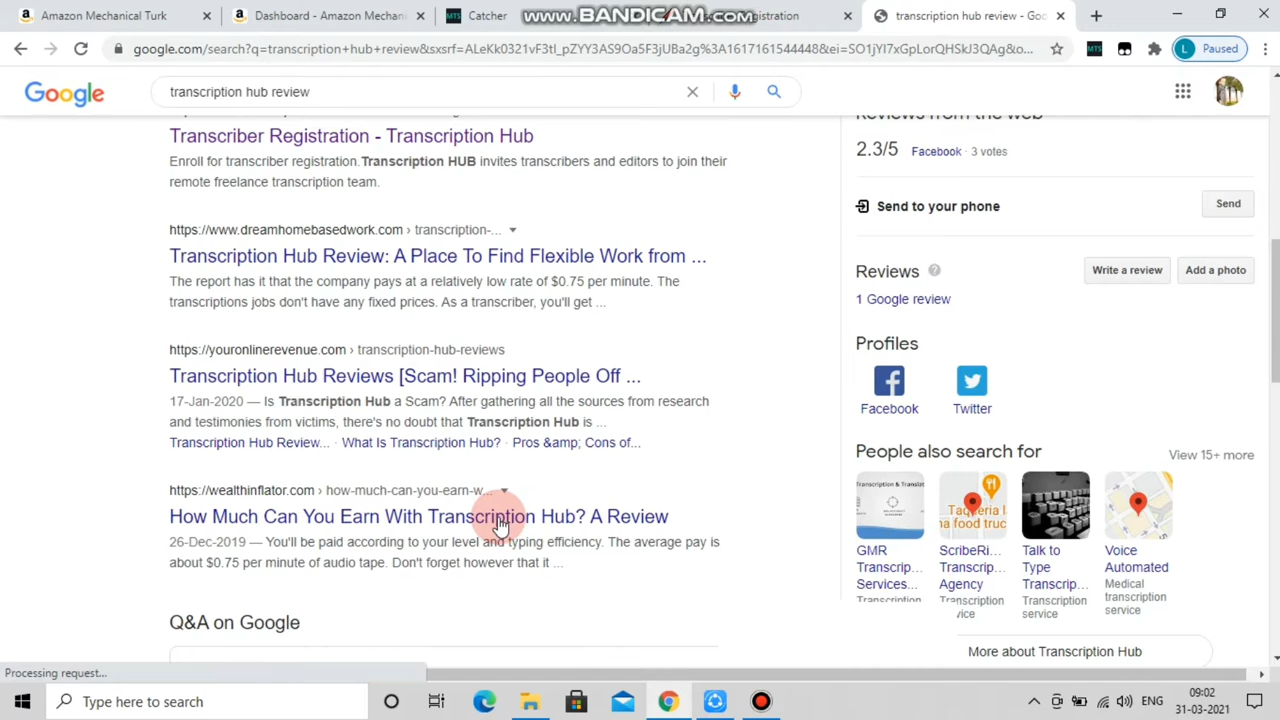 Amazon Mechanical Turk
Dashboard - Amazon Mechanic
MTS
Catcher
www.BANDICAM.com
gistration
transcription hub review - Goo
google.com/search?q=transcription+hub+review&sxsrf=ALeKk0321vF3tl_pZYY3AS9Oa5F3jUBa2g%3A1617161544448&ei=SO1jYI7xGpLorQHSkJ3QAg&o...
MTS
L
Paused
Google
transcription hub review
Transcriber Registration - Transcription Hub
Enroll for transcriber registration.Transcription HUB invites transcribers and editors to join their
remote freelance transcription team.
https://www.dreamhomebasedwork.com › transcription-...
Transcription Hub Review: A Place To Find Flexible Work from ...
The report has it that the company pays at a relatively low rate of $0.75 per minute. The
transcriptions jobs don't have any fixed prices. As a transcriber, you'll get ...
https://youronlinerevenue.com › transcription-hub-reviews
Transcription Hub Reviews [Scam! Ripping People Off ...
17-Jan-2020 — Is Transcription Hub a Scam? After gathering all the sources from research
and testimonies from victims, there's no doubt that Transcription Hub is ...
Transcription Hub Review... · What Is Transcription Hub? · Pros &amp; Cons of...
https://wealthinflator.com › how-much-can-you-earn-w...
How Much Can You Earn With Transcription Hub? A Review
26-Dec-2019 — You'll be paid according to your level and typing efficiency. The average pay is
about $0.75 per minute of audio tape. Don't forget however that it ...
Q&A on Google
Reviews from the web
2.3/5 Facebook · 3 votes
Send to your phone
Send
Reviews
Write a review
Add a photo
1 Google review
Profiles
Facebook
Twitter
People also search for
View 15+ more
GMR
Transcrip...
Services...
Transcription
ScribeRi...
Transcrip...
Agency
Transcription
vice
Talk to
Type
Transcrip...
Transcription
service
Voice
Automated
Medical
transcription
service
More about Transcription Hub
Processing request...
Type here to search
ENG
09:02
31-03-2021